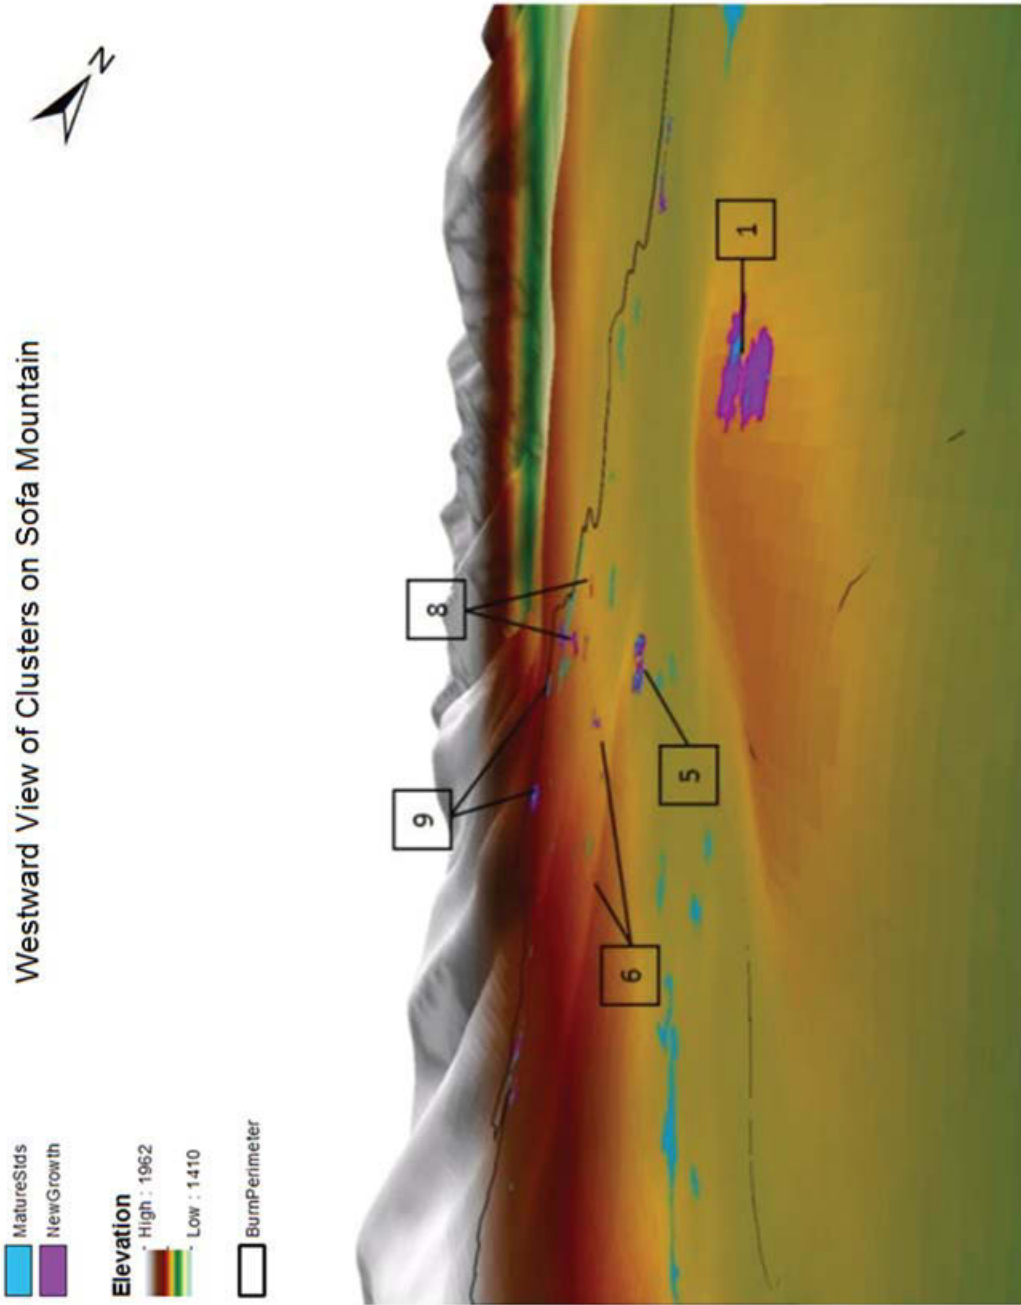 Westward View of Clusters on Sofa Mountain
N
MatureStds
NewGrowth
Elevation
High : 1962
Low : 1410
BurnPerimeter
9
8
6
5
1